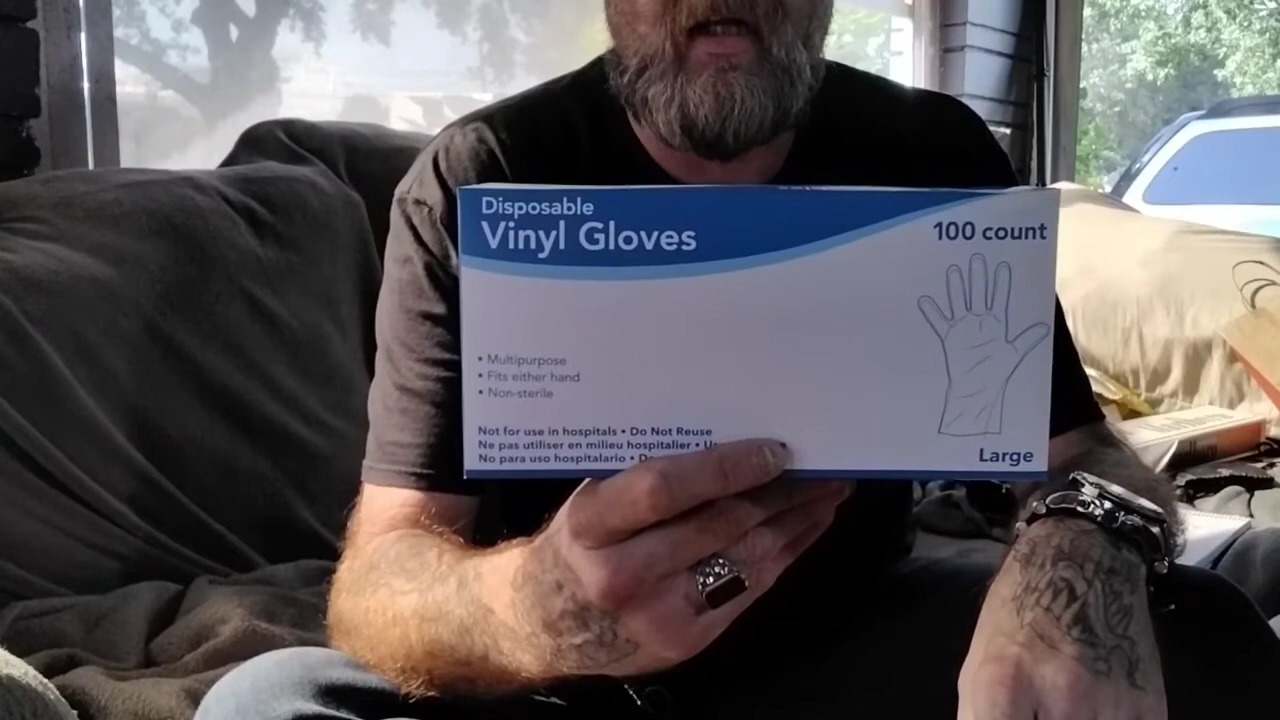 Disposable
Vinyl Gloves
100 count
• Multipurpose
• Fits either hand
• Non-sterile
Not for use in hospitals • Do Not Reuse
Ne pas utiliser en milieu hospitalier •
No para uso hospitalario •
Large